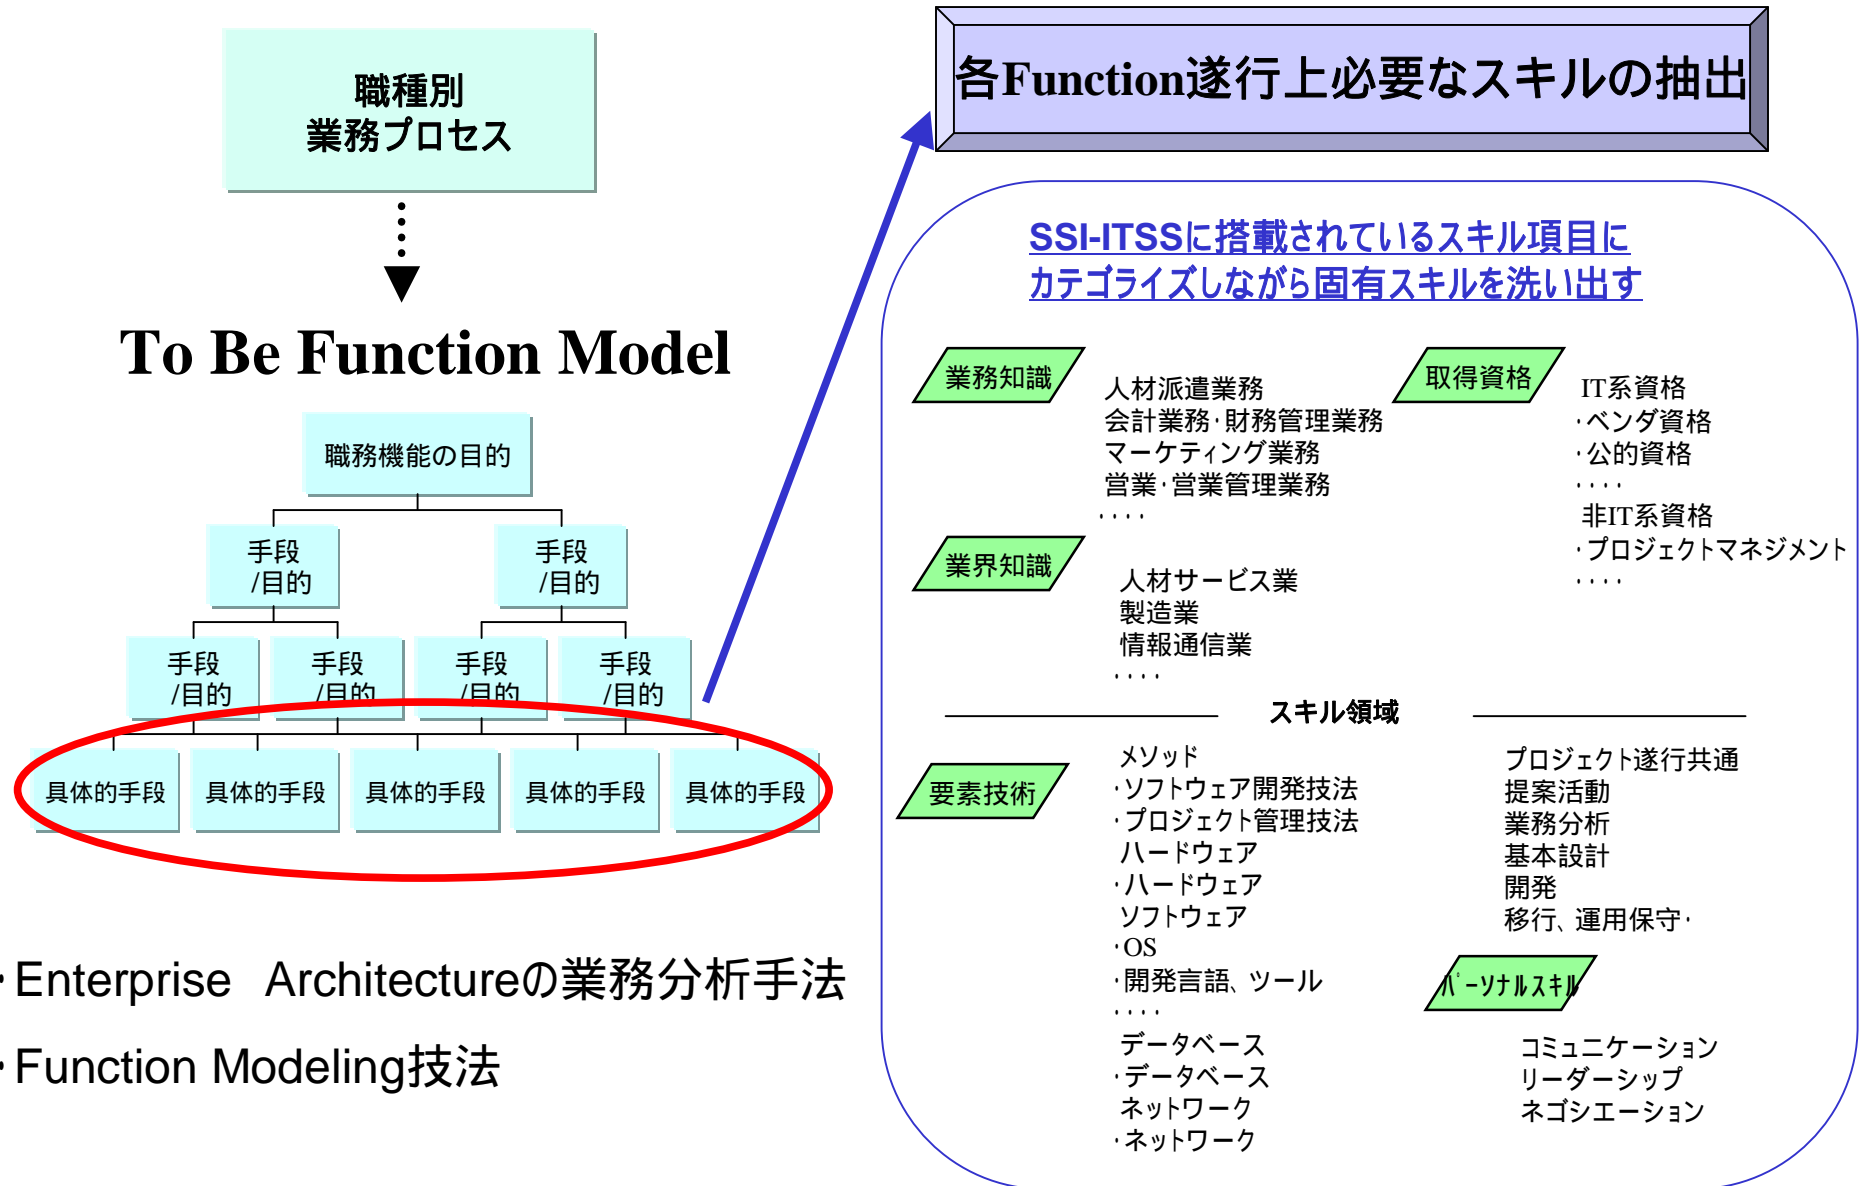 職種別
業務プロセス
To Be Function Model
職務機能の目的
手段
/目的
手段
/目的
手段
/目的
手段
/目的
手段
/目的
手段
/目的
具体的手段
具体的手段
具体的手段
具体的手段
具体的手段
・Enterprise　Architectureの業務分析手法
・Function Modeling技法
各Function遂行上必要なスキルの抽出
SSI-ITSSに搭載されているスキル項目に
カテゴライズしながら固有スキルを洗い出す
業務知識
人材派遣業務
会計業務・財務管理業務
マーケティング業務
営業・営業管理業務
・・・・
業界知識
人材サービス業
製造業
情報通信業
・・・・
取得資格
IT系資格
・ベンダ資格
・公的資格
・・・・
非IT系資格
・プロジェクトマネジメント
・・・・
スキル領域
要素技術
メソッド
・ソフトウェア開発技法
・プロジェクト管理技法
ハードウェア
・ハードウェア
ソフトウェア
・OS
・開発言語、ツール
・・・・
データベース
・データベース
ネットワーク
・ネットワーク
プロジェクト遂行共通
提案活動
業務分析
基本設計
開発
移行、運用保守・
ﾊﾟｰｿﾅﾙｽｷﾙ
コミュニケーション
リーダーシップ
ネゴシエーション